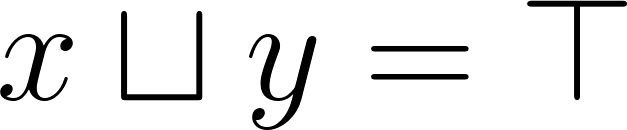 x ⊔ y = ⊤